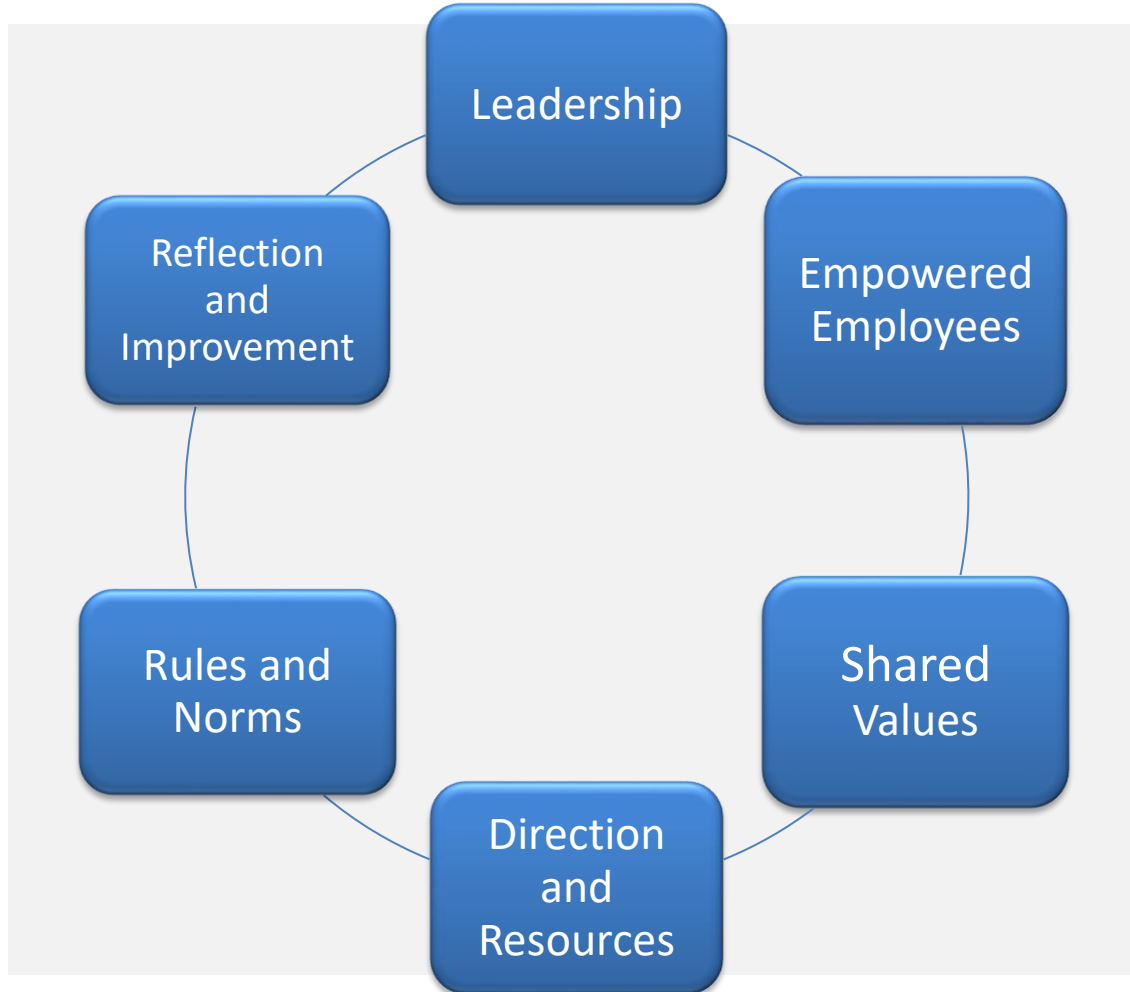 Leadership
Empowered
Employees
Shared
Values
Direction
and
Resources
Rules and
Norms
Reflection
and
Improvement